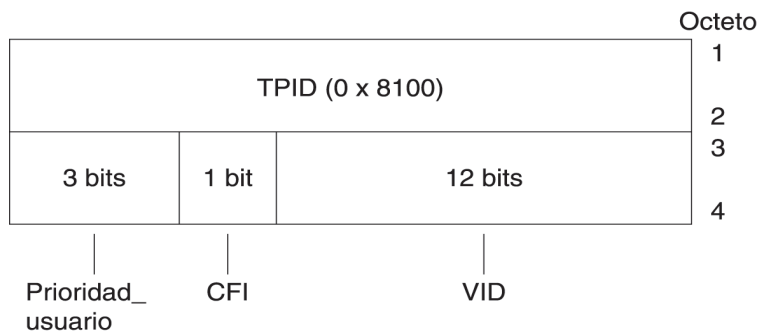 Octeto
1
TPID (0 x 8100)
2
3
3 bits
1 bit
12 bits
4
Prioridad_
usuario
CFI
VID